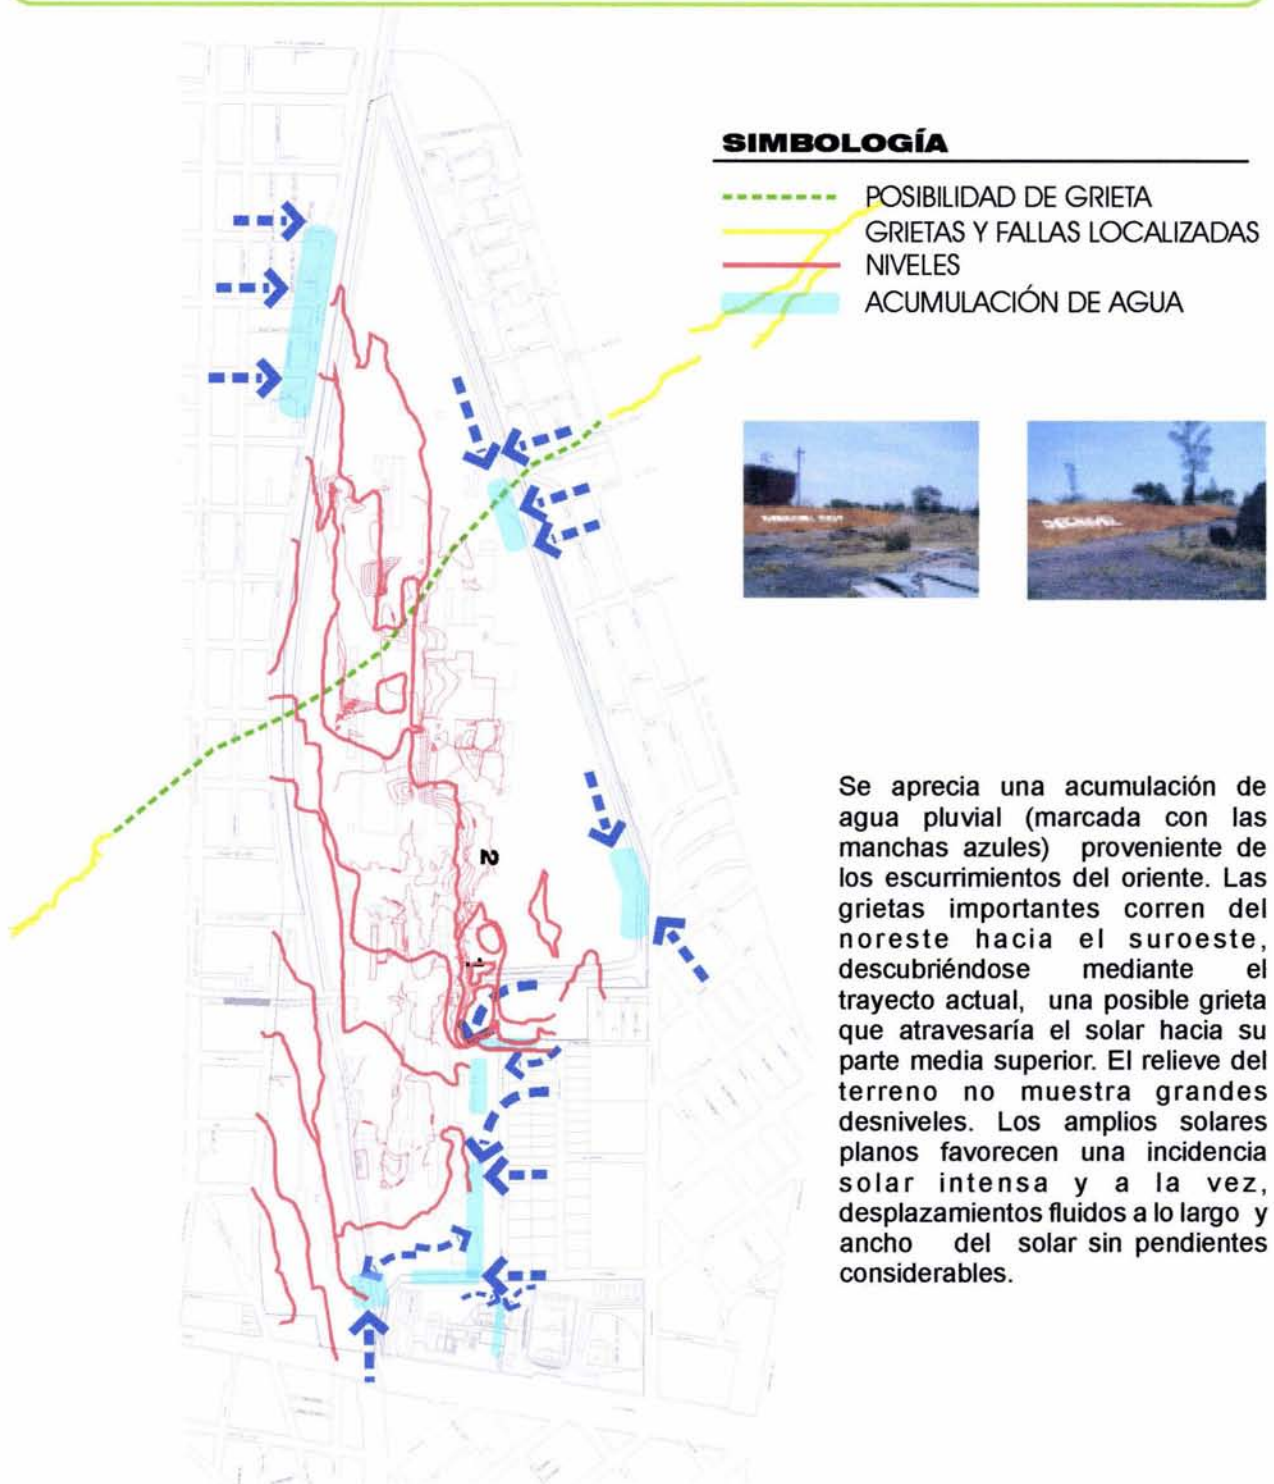 SIMBOLOGÍA
POSIBILIDAD DE GRIETA
GRIETAS Y FALLAS LOCALIZADAS
NIVELES
ACUMULACIÓN DE AGUA
DESNIVEL
2
1
Se aprecia una acumulación de
agua pluvial (marcada con las
manchas azules) proveniente de
los escurrimientos del oriente. Las
grietas importantes corren del
noreste hacia el suroeste,
descubriéndose mediante el
trayecto actual, una posible grieta
que atravesaría el solar hacia su
parte media superior. El relieve del
terreno no muestra grandes
desniveles. Los amplios solares
planos favorecen una incidencia
solar intensa y a la vez,
desplazamientos fluidos a lo largo y
ancho del solar sin pendientes
considerables.